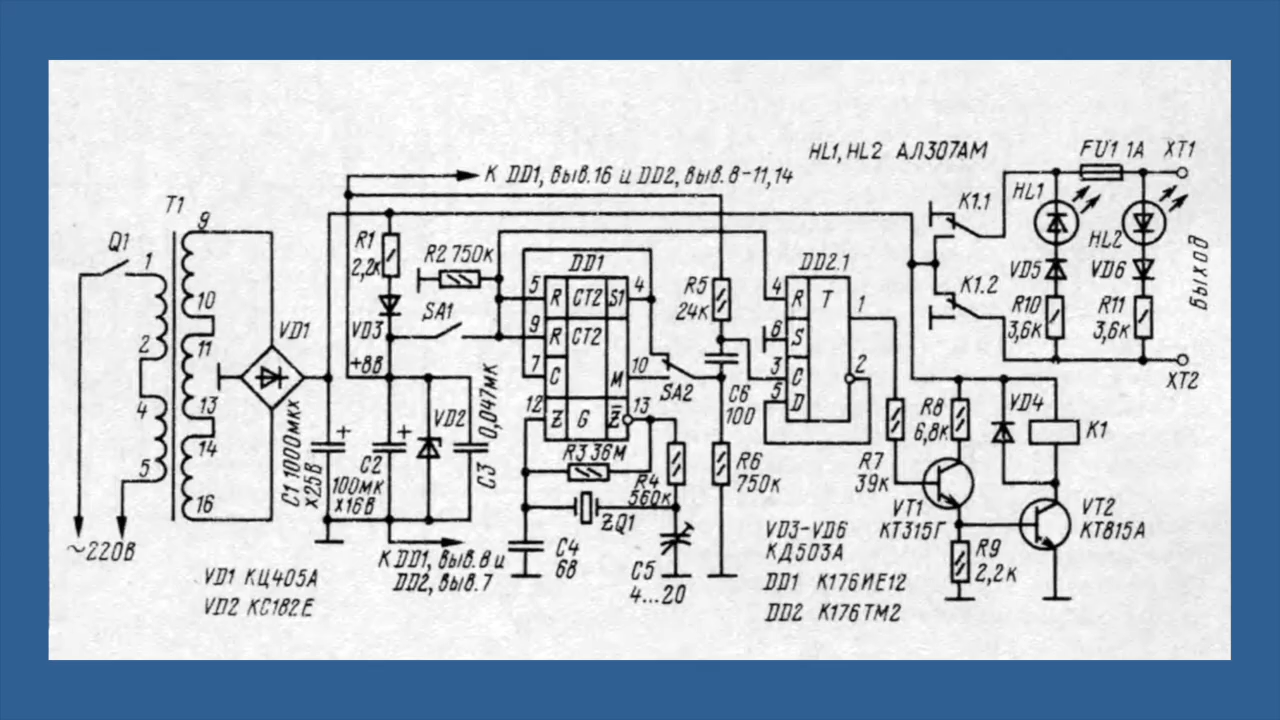 HL1, HL2 АЛ307АМ
FU1 1А
XT1
К DD1, выв.16 и DD2, выв. 8-11,14
T1
Q1
9
1
10
2
11
4
13
14
5
16
VD1
~220В
VD1 КЦ405А
VD2 КС182Е
С1 1000мкх
х25В
+
R1
2,2к
VD3
+8В
R2 750к
SA1
+
C2
100мк
х16В
VD2
C3
0,047мк
К DD1, выв.8 и
DD2, выв.7
DD1
5
R
CT2
S1
4
9
R
CT2
7
C
M
10
12
Z
G
Z̅
13
R3 36М
R4
560к
ZQ1
C4
68
C5
4...20
SA2
R5
24к
C6
100
R6
750к
DD2.1
4
R
T
1
6
S
3
C
2
5
D
R7
39к
VD3-VD6
КД503А
DD1 К176ИЕ12
DD2 К176ТМ2
K1.1
K1.2
HL1
HL2
VD5
VD6
R10
3,6к
R11
3,6к
Выход
XT2
R8
6,8к
VD4
K1
VT1
КТ315Г
VT2
КТ815А
R9
2,2к